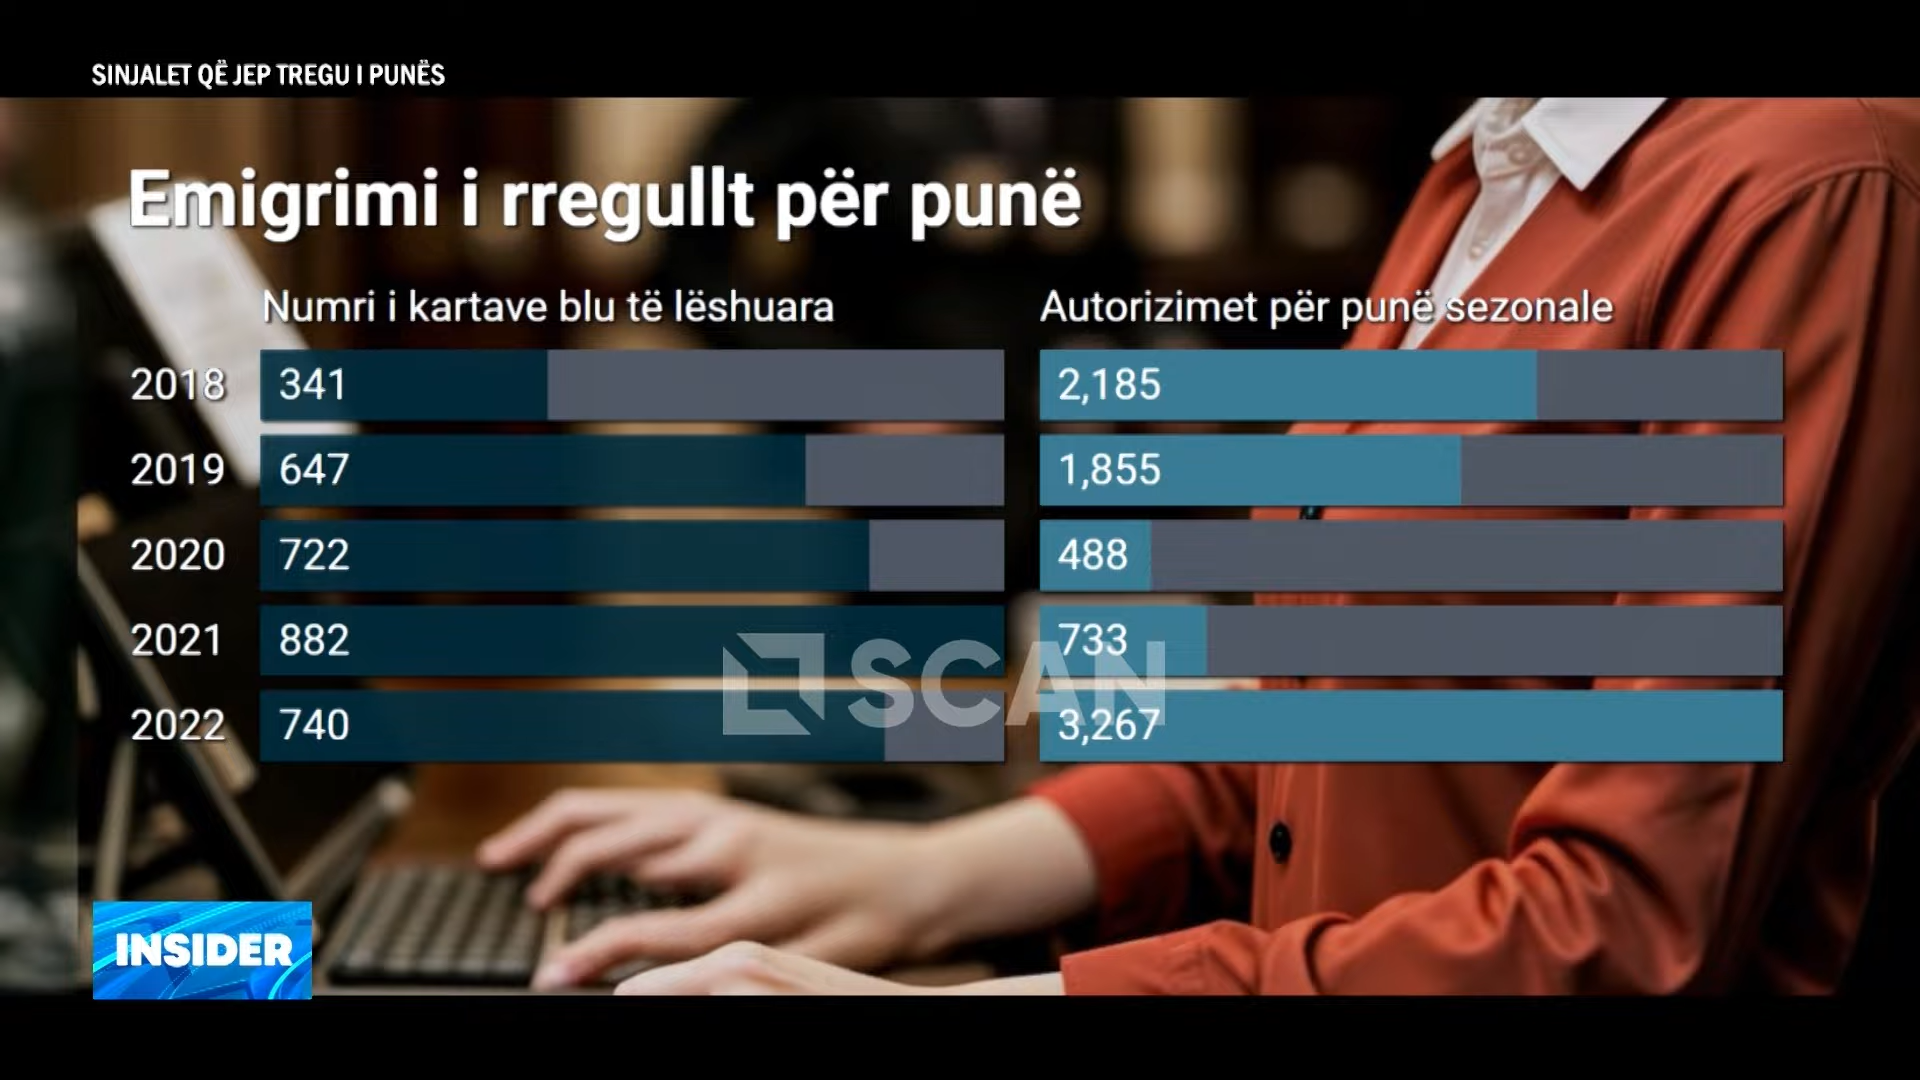 SINJALET QË JEP TREGU I PUNËS
Emigrimi i rregullt për punë
Numri i kartave blu të lëshuara Autorizimet për punë sezonale
2018 341 2,185
2019 647 1,855
2020 722 488
2021 882 733
2022 740 3,267
SCAN
INSIDER